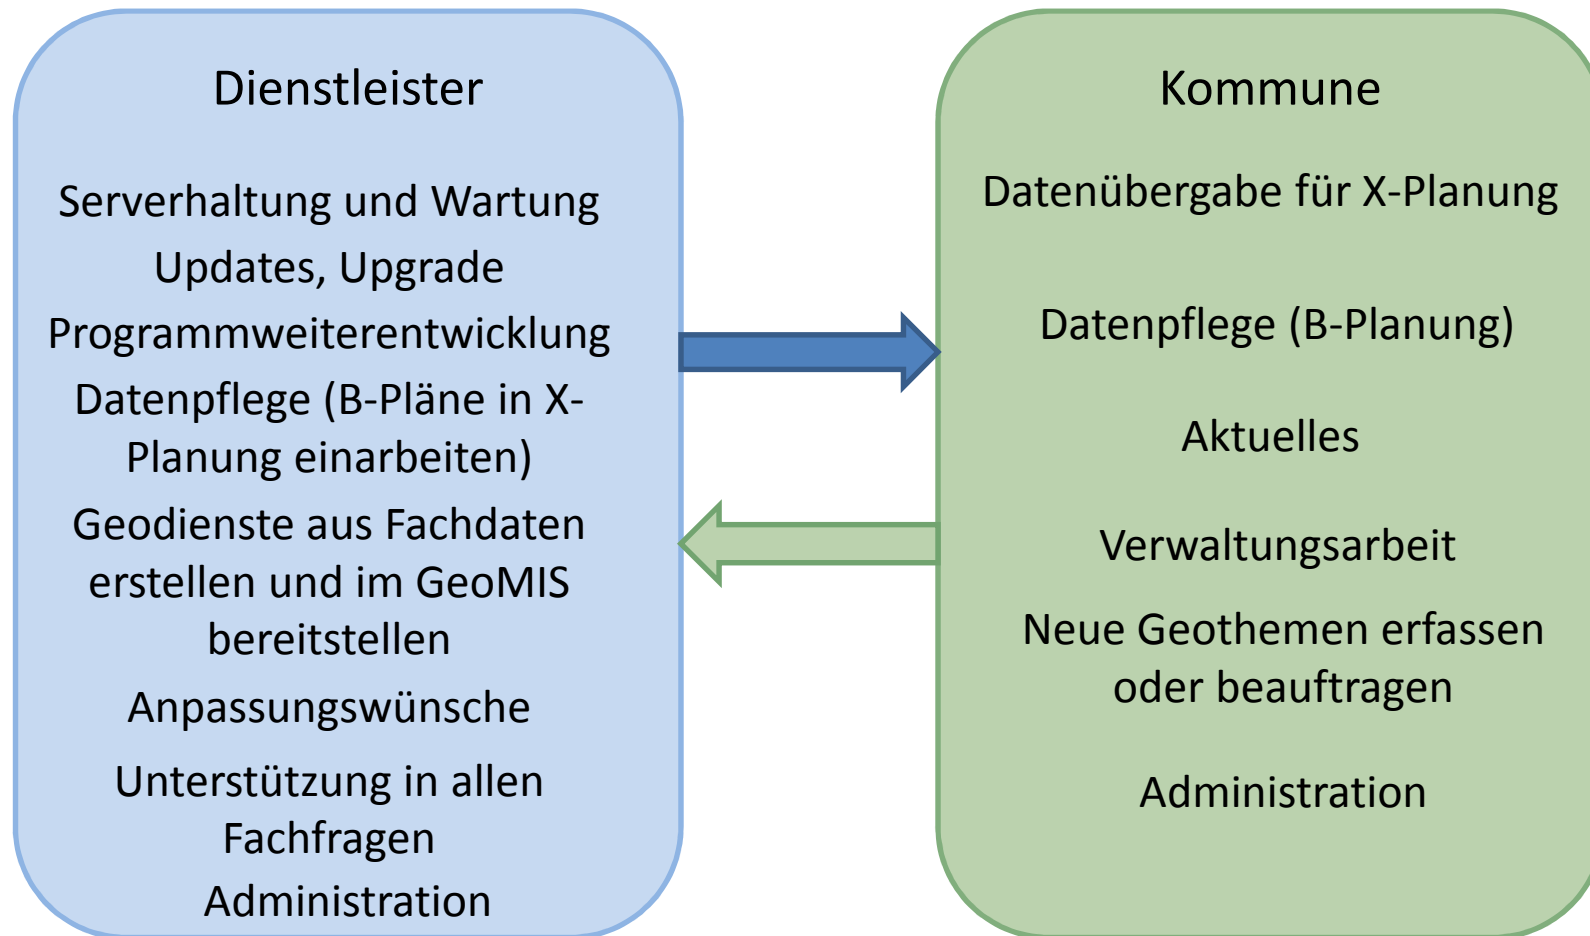 Dienstleister
Serverhaltung und Wartung
Updates, Upgrade
Programmweiterentwicklung
Datenpflege (B-Pläne in X-
Planung einarbeiten)
Geodienste aus Fachdaten
erstellen und im GeoMIS
bereitstellen
Anpassungswünsche
Unterstützung in allen
Fachfragen
Administration
Kommune
Datenübergabe für X-Planung
Datenpflege (B-Planung)
Aktuelles
Verwaltungsarbeit
Neue Geothemen erfassen
oder beauftragen
Administration